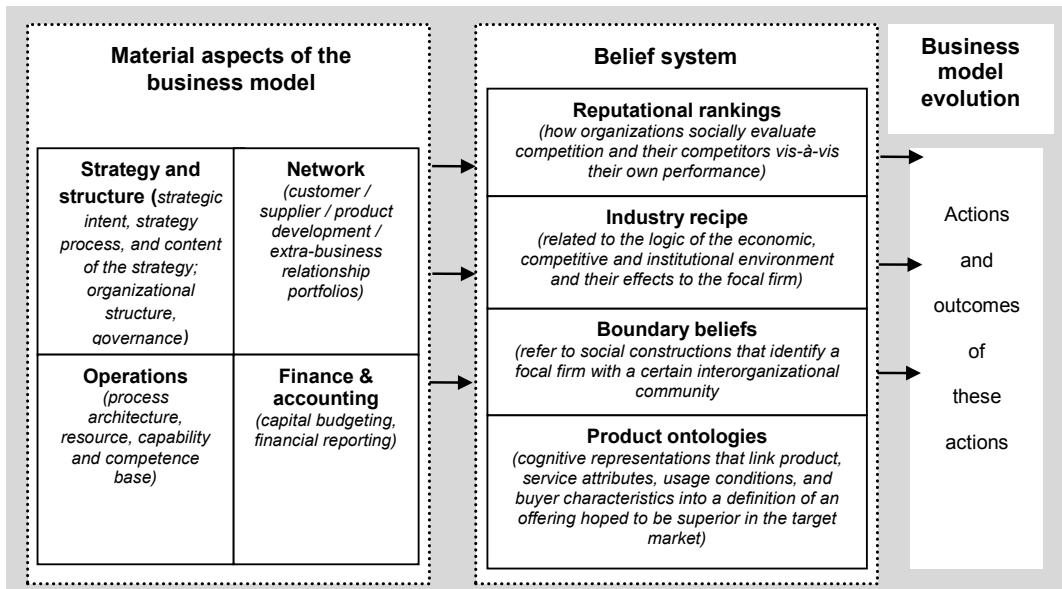 Material aspects of the
business model
Strategy and
structure (strategic
intent, strategy
process, and content
of the strategy;
organizational
structure,
governance)
Network
(customer /
supplier / product
development /
extra-business
relationship
portfolios)
Operations
(process
architecture,
resource, capability
and competence
base)
Finance &
accounting
(capital budgeting,
financial reporting)
Belief system
Reputational rankings
(how organizations socially evaluate
competition and their competitors vis-à-vis
their own performance)
Industry recipe
(related to the logic of the economic,
competitive and institutional environment
and their effects to the focal firm)
Boundary beliefs
(refer to social constructions that identify a
focal firm with a certain interorganizational
community
Product ontologies
(cognitive representations that link product,
service attributes, usage conditions, and
buyer characteristics into a definition of an
offering hoped to be superior in the target
market)
Business
model
evolution
Actions
and
outcomes
of
these
actions